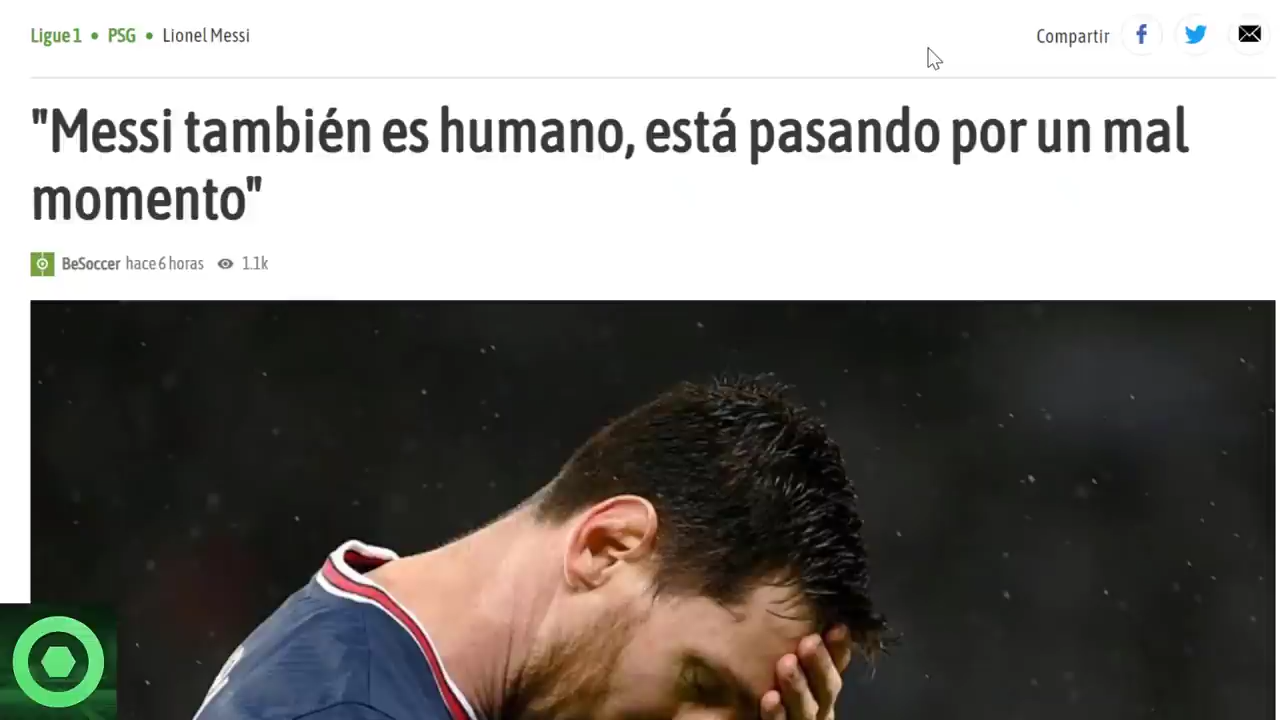 Ligue 1 • PSG • Lionel Messi
Compartir
"Messi también es humano, está pasando por un mal
momento"
BeSoccer hace 6 horas 1.1k